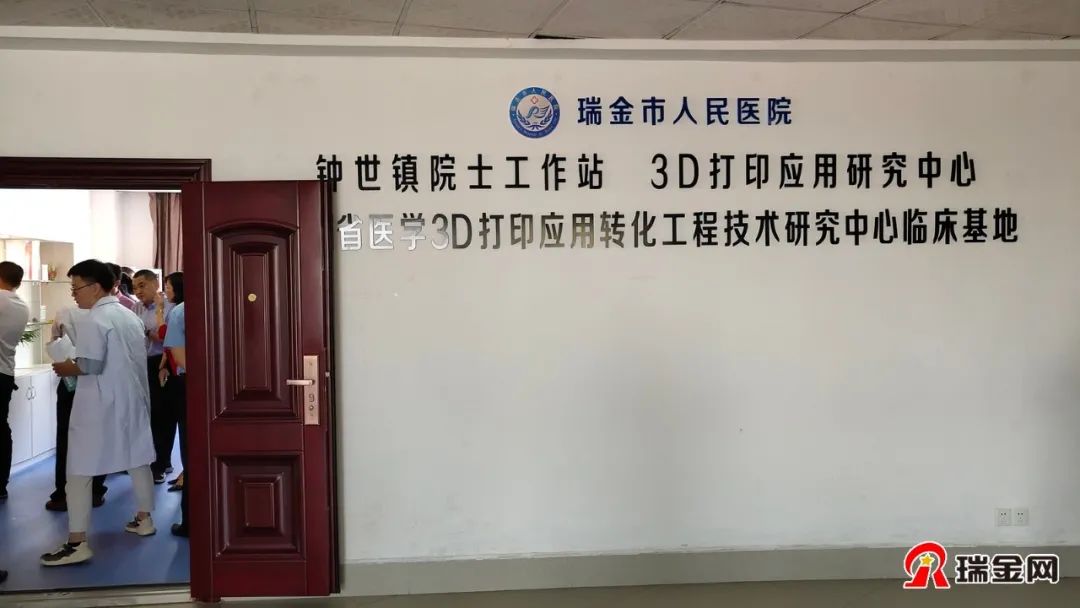 瑞金市人民医院
钟世镇院士工作站 3D打印应用研究中心
省医学3D打印应用转化工程技术研究中心临床基地
瑞金网